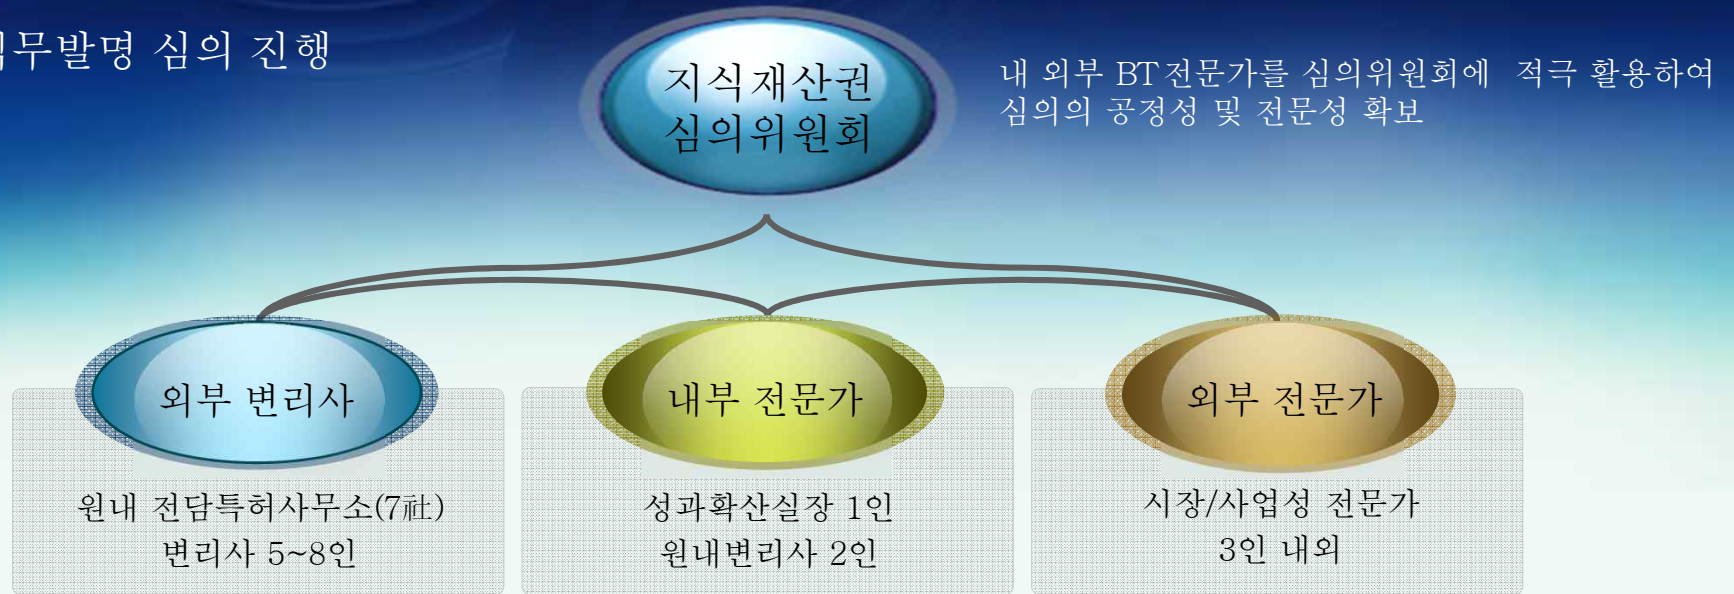 직무발명 심의 진행
지식재산권
심의위원회
내 외부 BT전문가를 심의위원회에 적극 활용하여
심의의 공정성 및 전문성 확보
외부 변리사
내부 전문가
외부 전문가
원내 전담특허사무소(7社)
변리사 5~8인
성과확산실장 1인
원내변리사 2인
시장/사업성 전문가
3인 내외